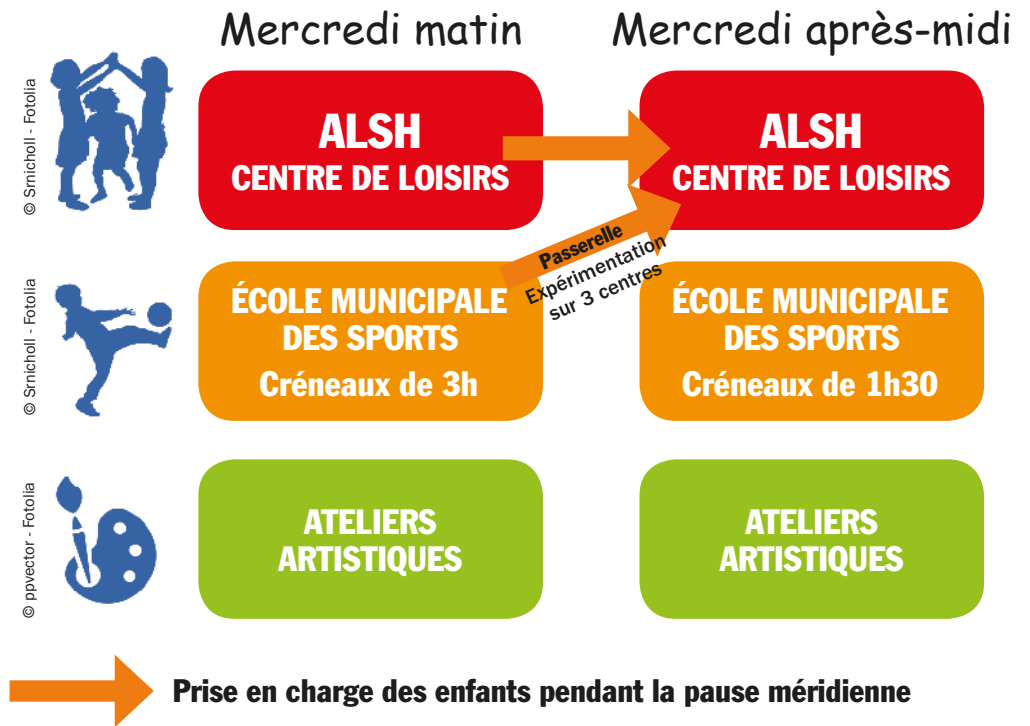 Mercredi matin
Mercredi après-midi
© Srnicholl - Fotolia
ALSH
CENTRE DE LOISIRS
ALSH
CENTRE DE LOISIRS
Passerelle
Expérimentation
sur 3 centres
© Srnicholl - Fotolia
ÉCOLE MUNICIPALE
DES SPORTS
Créneaux de 3h
ÉCOLE MUNICIPALE
DES SPORTS
Créneaux de 1h30
© ppvector - Fotolia
ATELIERS
ARTISTIQUES
ATELIERS
ARTISTIQUES
Prise en charge des enfants pendant la pause méridienne